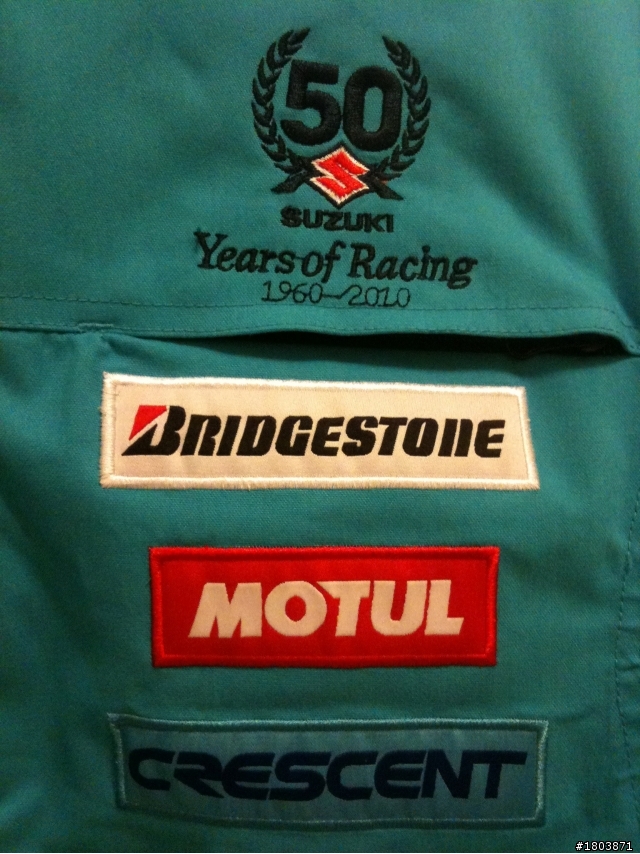 50
SUZUKI
Years of Racing
1960-2010
BRIDGESTONE
MOTUL
CRESCENT
#1803871